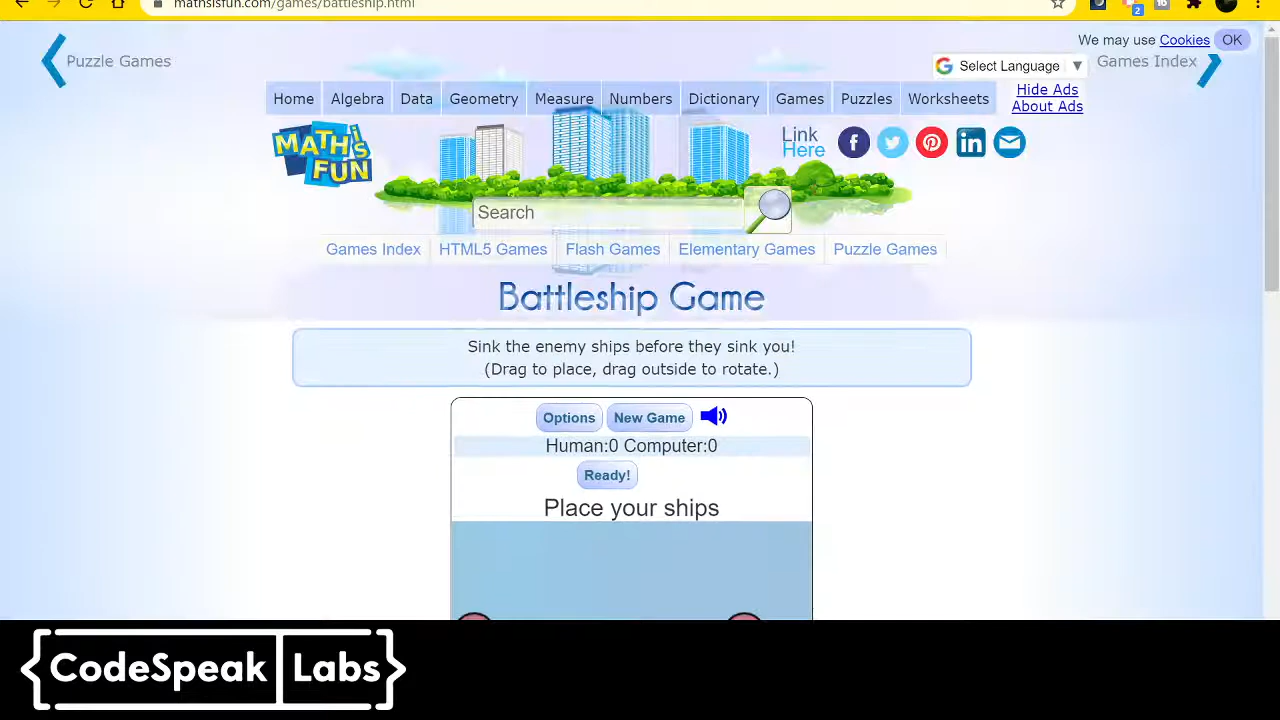 mathsisfun.com/games/battleship.html
2
16
We may use Cookies OK
Puzzle Games
Select Language ▼
Games Index
Home Algebra Data Geometry Measure Numbers Dictionary Games Puzzles Worksheets
Hide Ads
About Ads
MATH IS
FUN
Link
Here
Search
Games Index HTML5 Games Flash Games Elementary Games Puzzle Games
Battleship Game
Sink the enemy ships before they sink you!
(Drag to place, drag outside to rotate.)
Options New Game
Human:0 Computer:0
Ready!
Place your ships
{CodeSpeak|Labs}